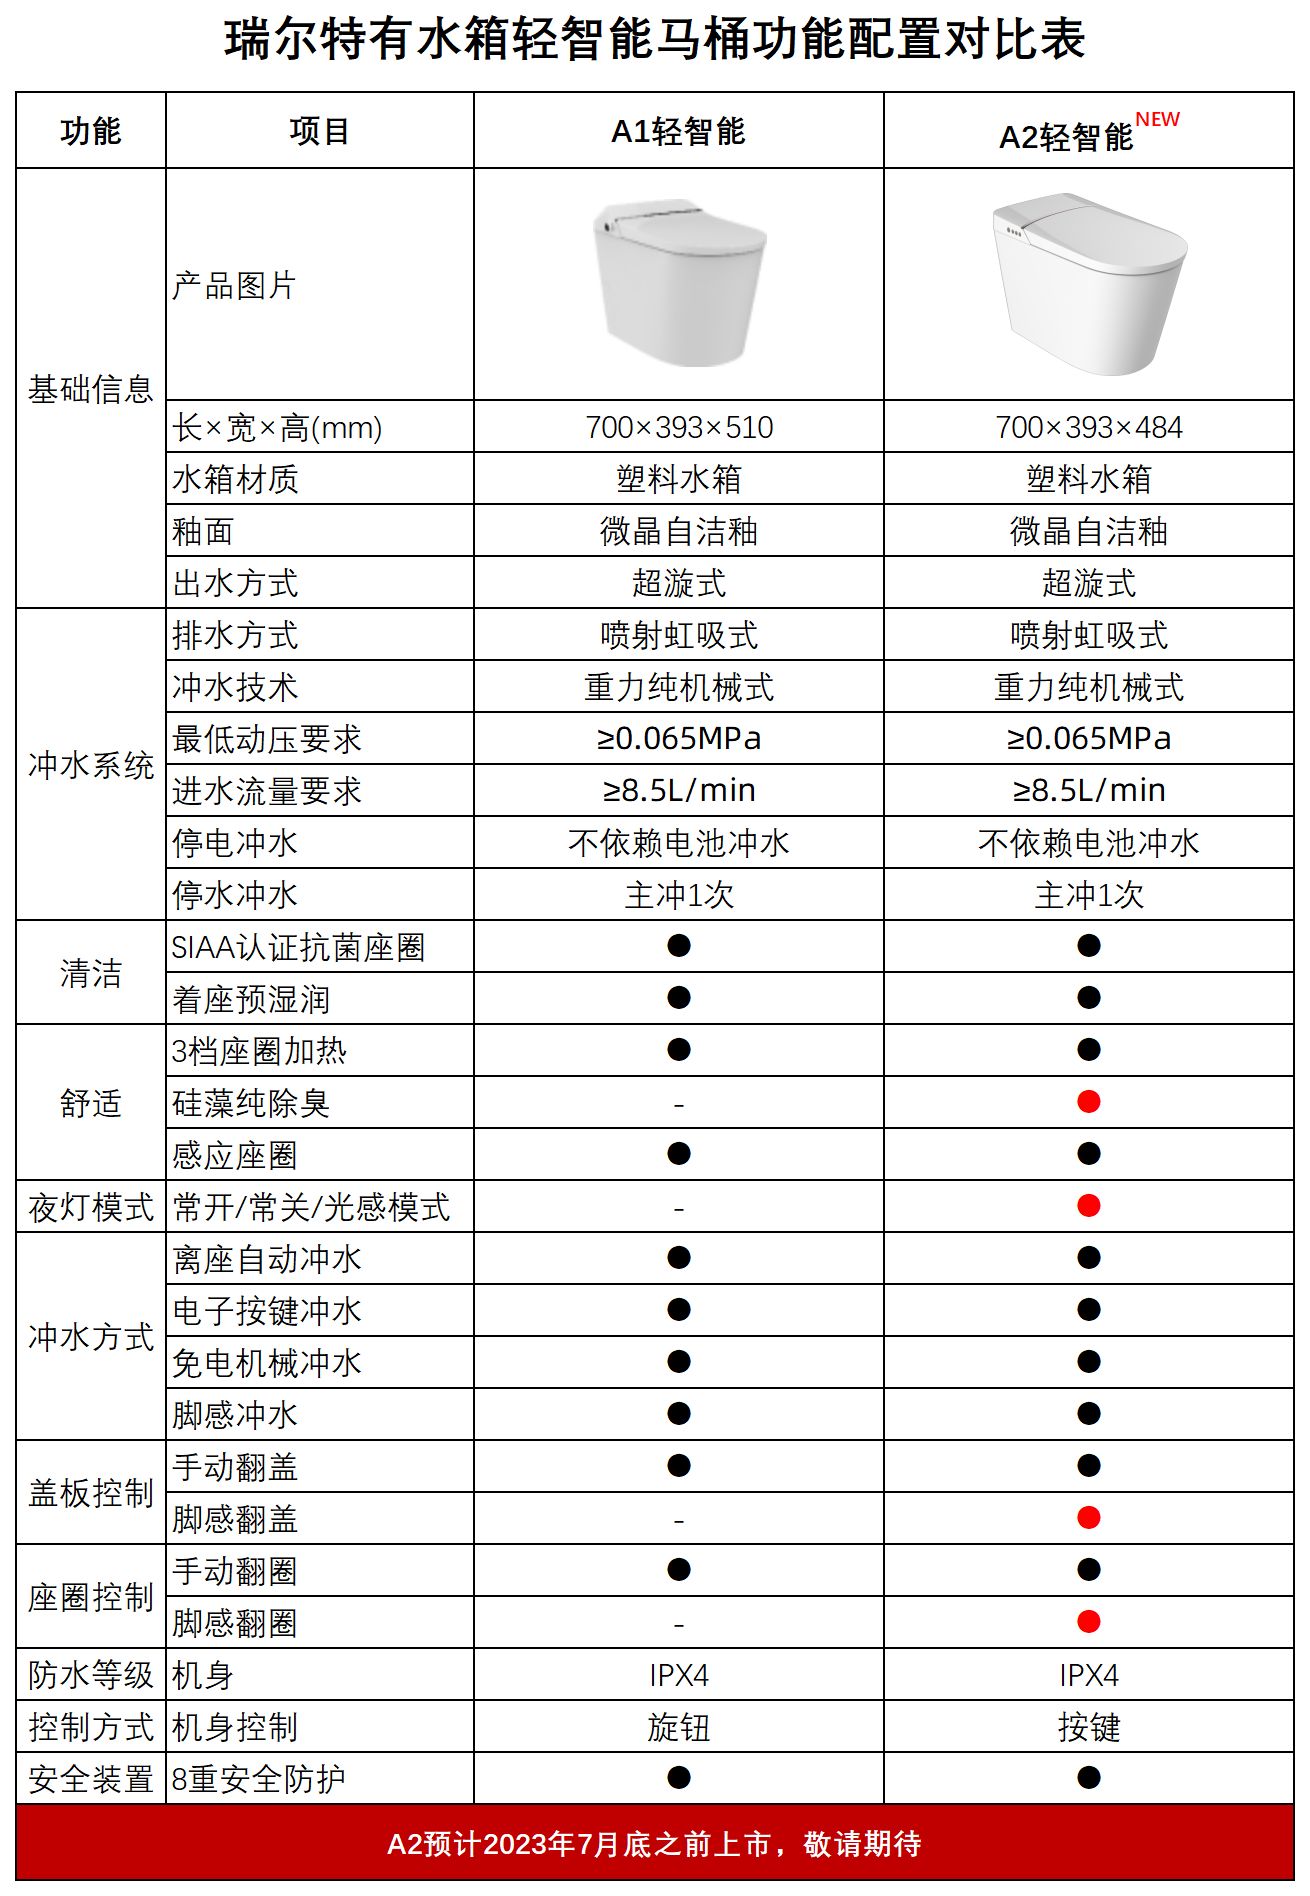 瑞尔特有水箱轻智能马桶功能配置对比表
功能 项目 A1轻智能 A2轻智能NEW
基础信息
产品图片
长×宽×高(mm) 700×393×510 700×393×484
水箱材质 塑料水箱 塑料水箱
釉面 微晶自洁釉 微晶自洁釉
出水方式 超漩式 超漩式
冲水系统
排水方式 喷射虹吸式 喷射虹吸式
冲水技术 重力纯机械式 重力纯机械式
最低动压要求 ≥0.065MPa ≥0.065MPa
进水流量要求 ≥8.5L/min ≥8.5L/min
停电冲水 不依赖电池冲水 不依赖电池冲水
停水冲水 主冲1次 主冲1次
清洁
SIAA认证抗菌座圈 ● ●
着座预湿润 ● ●
舒适
3档座圈加热 ● ●
硅藻纯除臭 - ●
感应座圈 ● ●
夜灯模式 常开/常关/光感模式 - ●
冲水方式
离座自动冲水 ● ●
电子按键冲水 ● ●
免电机械冲水 ● ●
脚感冲水 ● ●
盖板控制
手动翻盖 ● ●
脚感翻盖 - ●
座圈控制
手动翻圈 ● ●
脚感翻圈 - ●
防水等级 机身 IPX4 IPX4
控制方式 机身控制 旋钮 按键
安全装置 8重安全防护 ● ●
A2预计2023年7月底之前上市，敬请期待